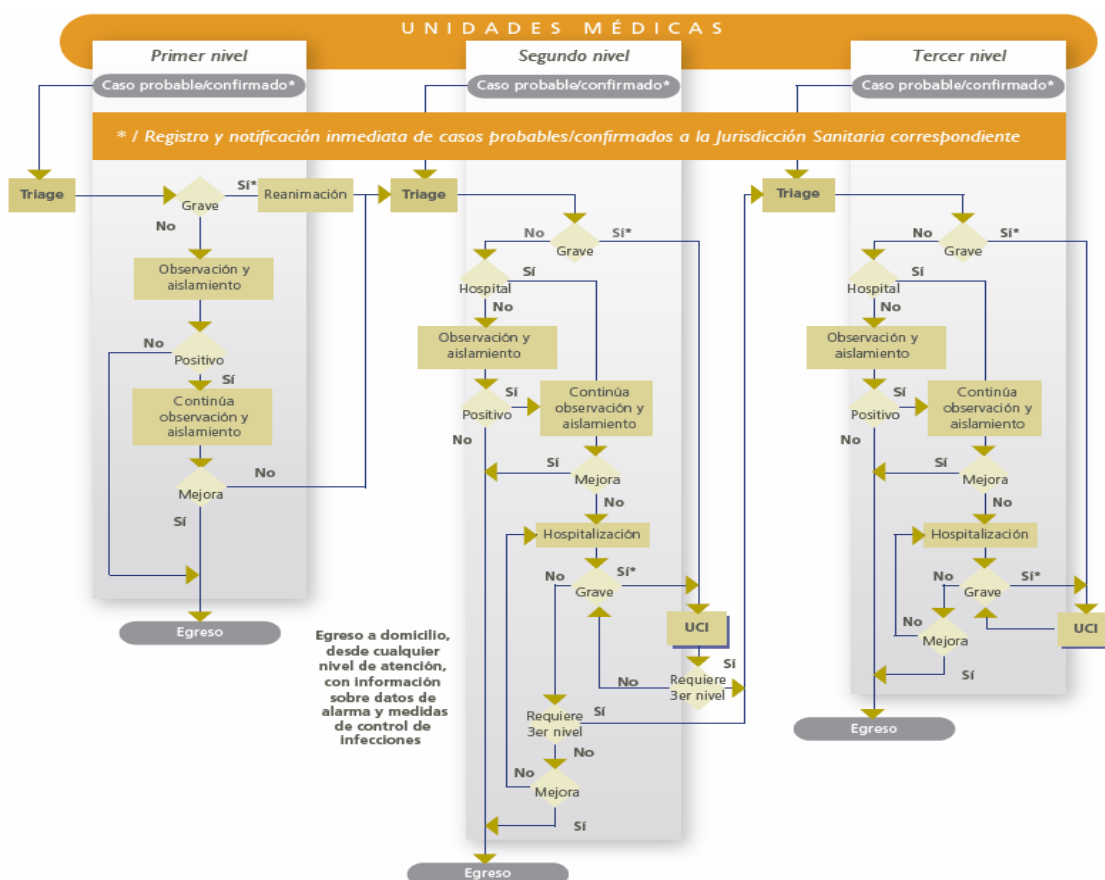 UNIDADES MÉDICAS
Primer nivel
Caso probable/confirmado*
Segundo nivel
Caso probable/confirmado*
Tercer nivel
Caso probable/confirmado*
* / Registro y notificación inmediata de casos probables/confirmados a la Jurisdicción Sanitaria correspondiente
Triage
Grave
Sí*
Reanimación
No
Observación y
aislamiento
No
Positivo
Sí
Continúa
observación y
aislamiento
No
Mejora
Sí
Egreso
Egreso a domicilio,
desde cualquier
nivel de atención,
con información
sobre datos de
alarma y medidas
de control de
infecciones
Triage
No
Sí*
Grave
Sí
Hospital
No
Observación y
aislamiento
Sí
Positivo
Continúa
observación y
aislamiento
No
Sí
Mejora
No
Hospitalización
No
Sí*
Grave
UCI
Sí
No
Requiere
3er nivel
Requiere
3er nivel
Sí
No
No
Mejora
Sí
Egreso
Triage
No
Sí*
Grave
Sí
Hospital
No
Observación y
aislamiento
Sí
Positivo
Continúa
observación y
aislamiento
No
Sí
Mejora
No
Hospitalización
No
Sí*
Grave
No
UCI
Mejora
Sí
Egreso